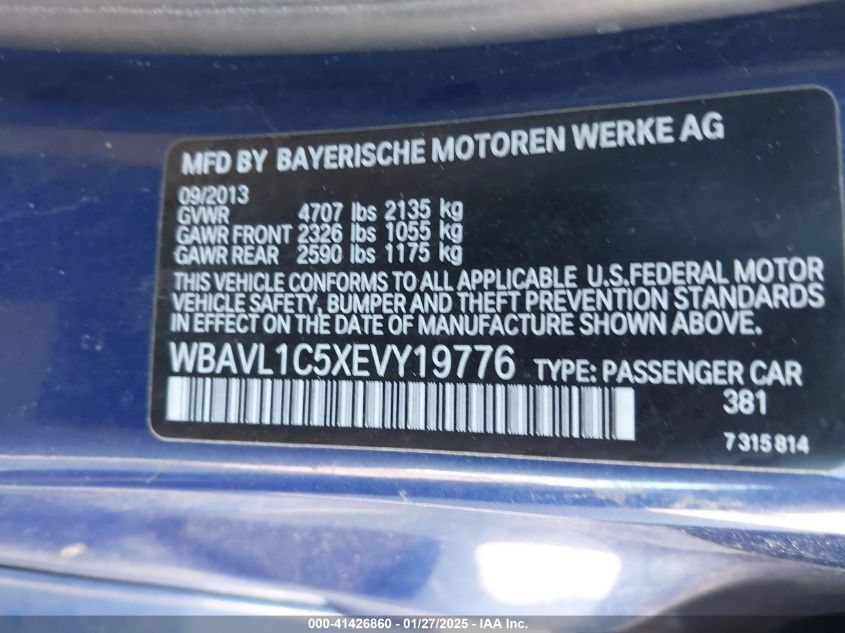 MFD BY BAYERISCHE MOTOREN WERKE AG
09/2013
GVWR 4707 lbs 2135 kg
GAWR FRONT 2326 lbs 1055 kg
GAWR REAR 2590 lbs 1175 kg
THIS VEHICLE CONFORMS TO ALL APPLICABLE U.S.FEDERAL MOTOR
VEHICLE SAFETY, BUMPER AND THEFT PREVENTION STANDARDS
IN EFFECT ON THE DATE OF MANUFACTURE SHOWN ABOVE.
WBAVL1C5XEVY19776 TYPE: PASSENGER CAR
381
7315814
000-41426860 - 01/27/2025 - IAA Inc.